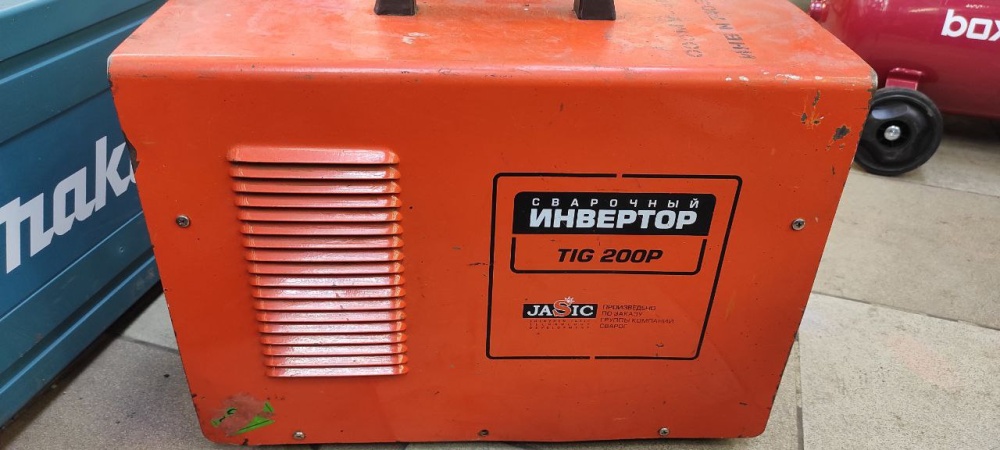 box
mak
СВАРОЧНЫЙ
ИНВЕРТОР
TIG 200P
JASIC
ПРОИЗВЕДЕНО
ПО ЗАКАЗУ
ГРУППЫ КОМПАНИЙ
СВАРОГ